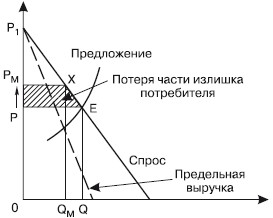 P1
Предложение
PM
X
Потеря части излишка
потребителя
P
E
Спрос
Предельная
выручка
0
QM
Q